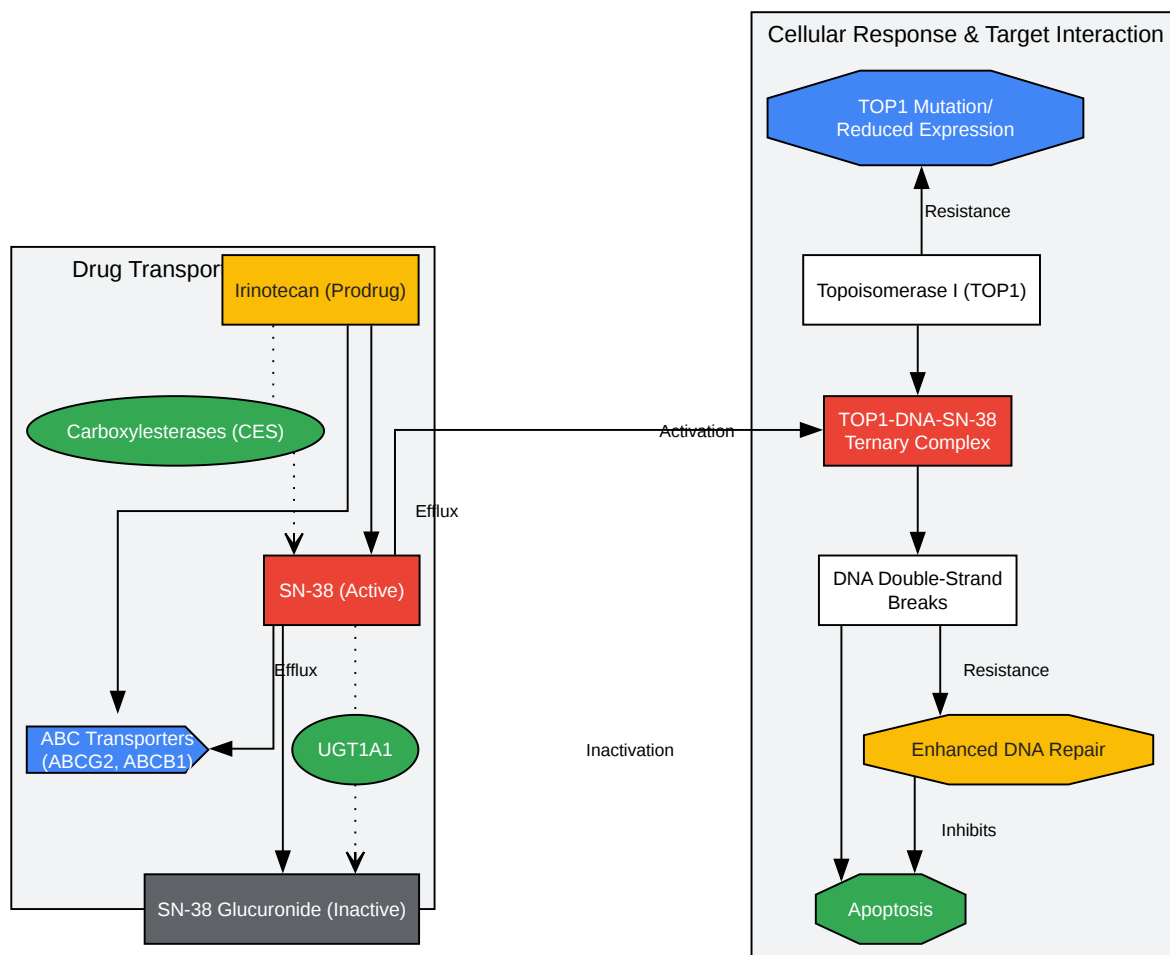 Cellular Response & Target Interaction
TOP1 Mutation/
Reduced Expression
Resistance
Drug Transport
Irinotecan (Prodrug)
Topoisomerase I (TOP1)
Carboxylesterases (CES)
Activation
TOP1-DNA-SN-38
Ternary Complex
Efflux
SN-38 (Active)
DNA Double-Strand
Breaks
Efflux
Resistance
ABC Transporters
(ABCG2, ABCB1)
UGT1A1
Inactivation
Enhanced DNA Repair
Inhibits
SN-38 Glucuronide (Inactive)
Apoptosis